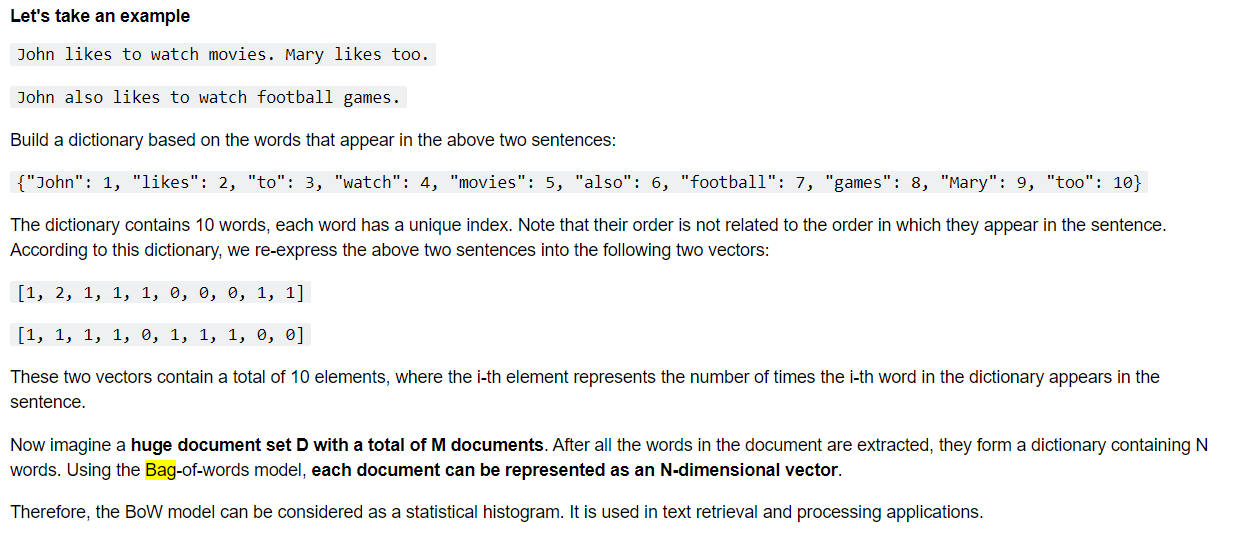 Let's take an example
John likes to watch movies. Mary likes too.
John also likes to watch football games.
Build a dictionary based on the words that appear in the above two sentences:
{"John": 1, "likes": 2, "to": 3, "watch": 4, "movies": 5, "also": 6, "football": 7, "games": 8, "Mary": 9, "too": 10}
The dictionary contains 10 words, each word has a unique index. Note that their order is not related to the order in which they appear in the sentence.
According to this dictionary, we re-express the above two sentences into the following two vectors:
[1, 2, 1, 1, 1, 0, 0, 0, 1, 1]
[1, 1, 1, 1, 0, 1, 1, 1, 0, 0]
These two vectors contain a total of 10 elements, where the i-th element represents the number of times the i-th word in the dictionary appears in the
sentence.
Now imagine a huge document set D with a total of M documents. After all the words in the document are extracted, they form a dictionary containing N
words. Using the Bag-of-words model, each document can be represented as an N-dimensional vector.
Therefore, the BoW model can be considered as a statistical histogram. It is used in text retrieval and processing applications.